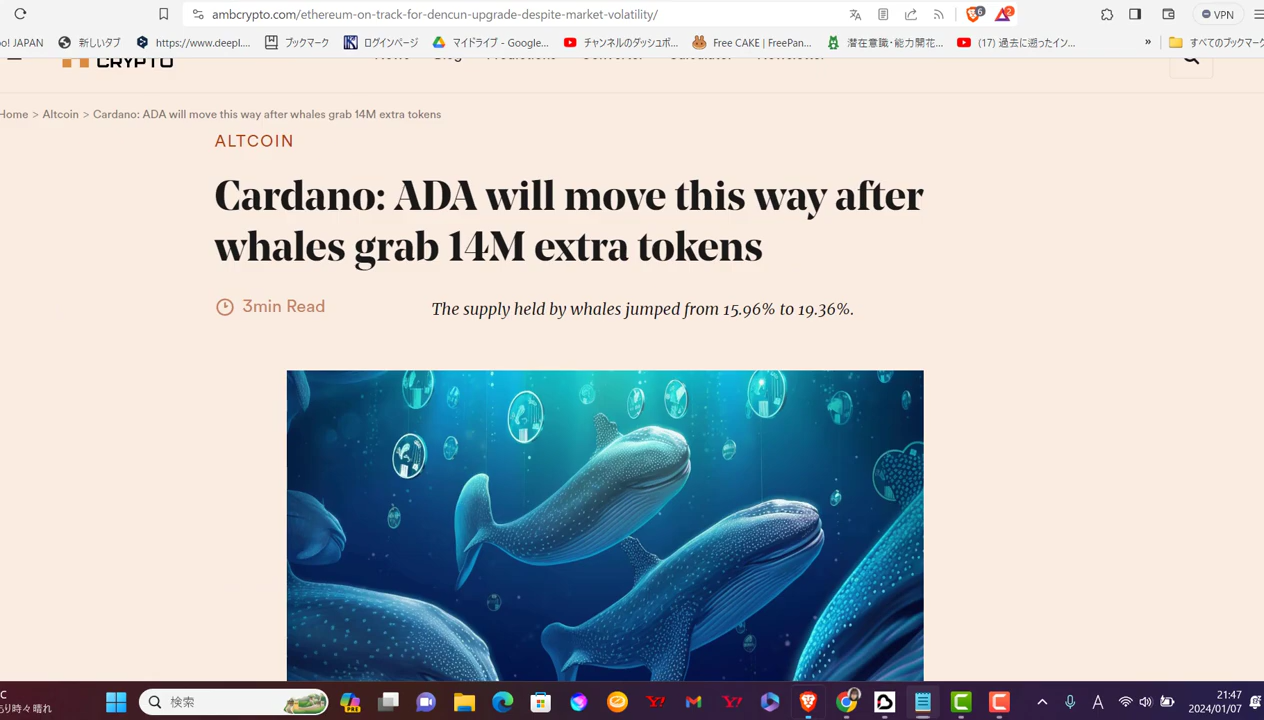 ambcrypto.com/ethereum-on-track-for-dencun-upgrade-despite-market-volatility/
VPN
oo! JAPAN
新しいタブ
https://www.deepl...
ブックマーク
ログインページ
マイドライブ - Google...
チャンネルのダッシュボ...
Free CAKE | FreePan...
潜在意識・能力開花...
(17) 過去に遡ったイン...
»
すべてのブックマーク
CRYPTO
Home > Altcoin > Cardano: ADA will move this way after whales grab 14M extra tokens
ALTCOIN
Cardano: ADA will move this way after
whales grab 14M extra tokens
3min Read
The supply held by whales jumped from 15.96% to 19.36%.
検索
A
21:47
2024/01/07